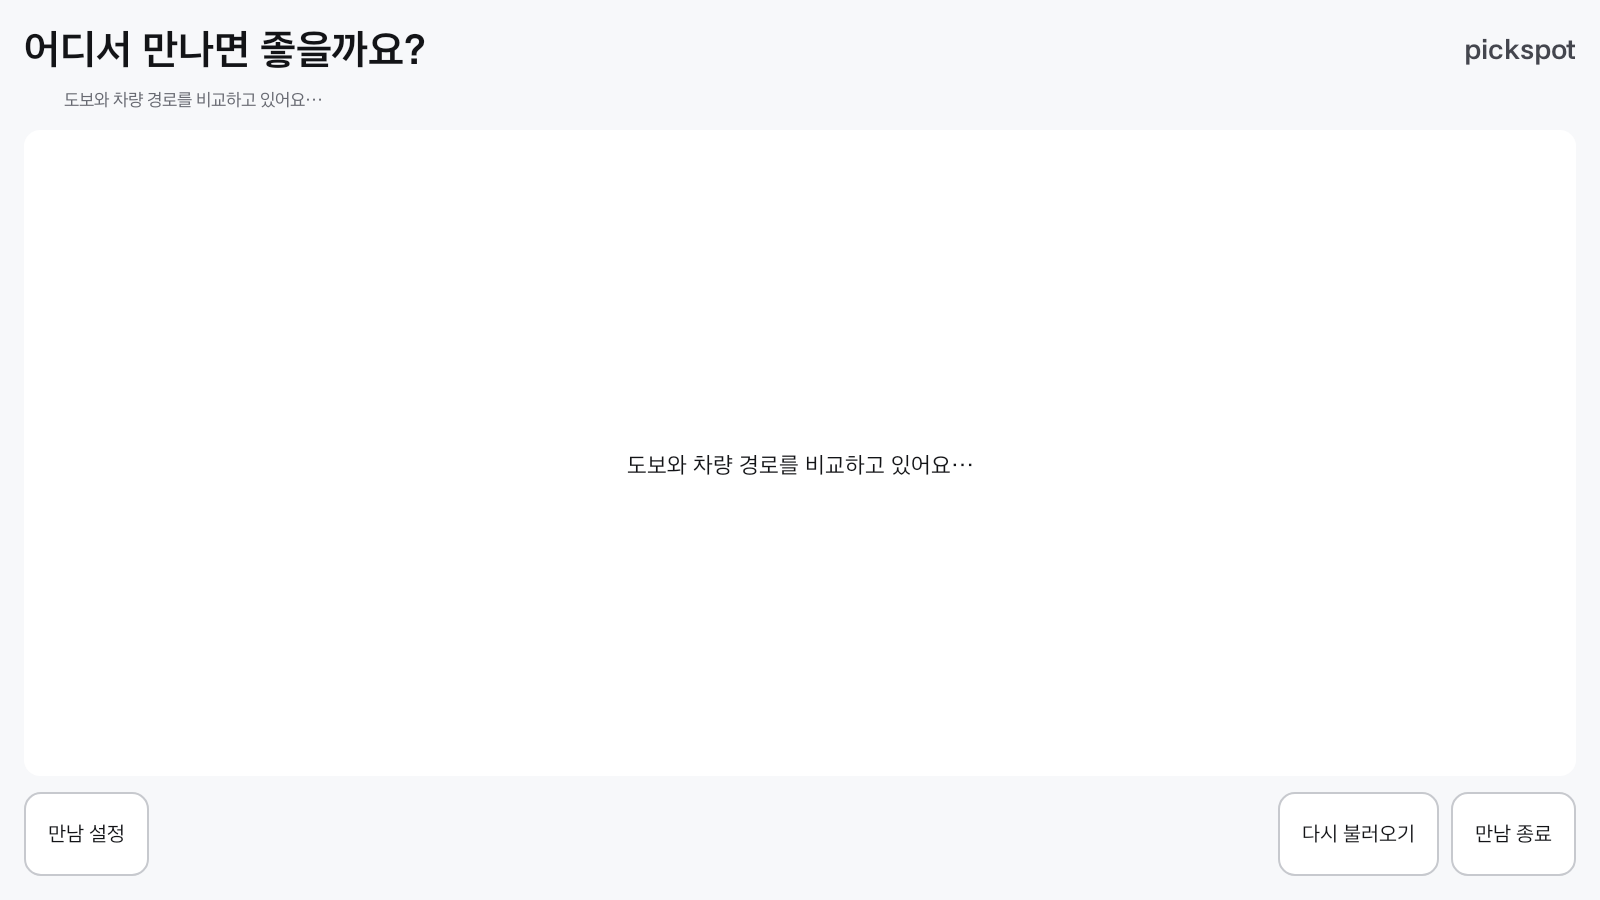 어디서 만나면 좋을까요?
pickspot
도보와 차량 경로를 비교하고 있어요…
도보와 차량 경로를 비교하고 있어요…
만남 설정
다시 불러오기
만남 종료